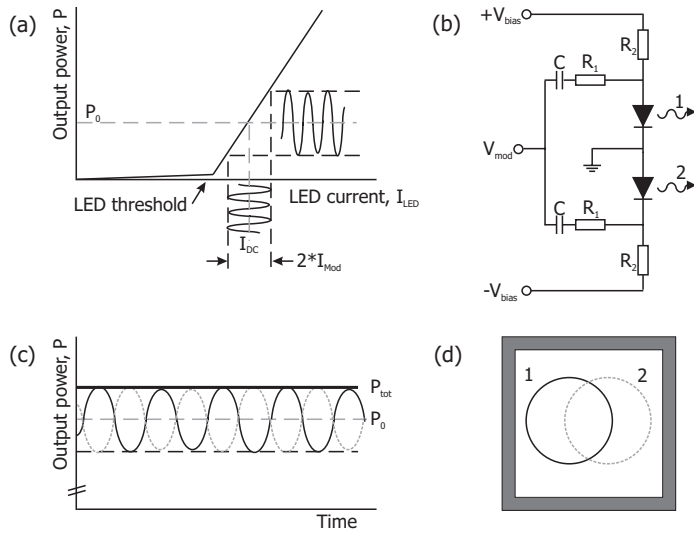 (a)
Output power, P
P0
LED threshold
LED current, ILED
IDC
2*IMod
(b)
+Vbias
R2
C
R1
1
Vmod
2
C
R1
R2
-Vbias
(c)
Output power, P
Ptot
P0
Time
(d)
1
2